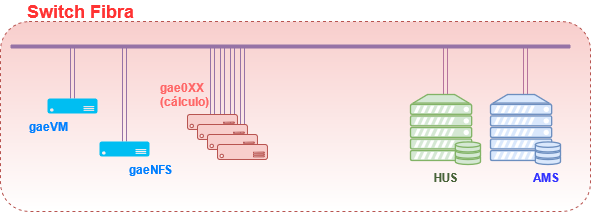 Switch Fibra
gae0XX
(cálculo)
gaeVM
gaeNFS
HUS
AMS